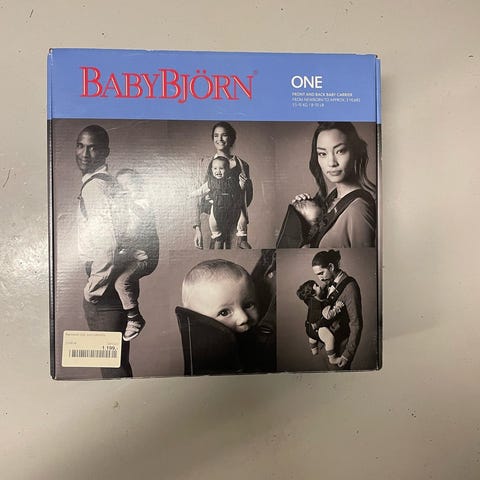 BABYBJÖRN®
ONE
FRONT AND BACK BABY CARRIER
FROM NEWBORN TO APPROX. 3 YEARS
1 199,-